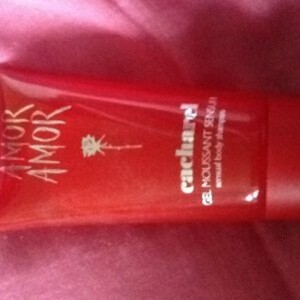 AMOR
AMOR
cacharel
GEL MOUSSANT SENSUEL
sensual body shampoo